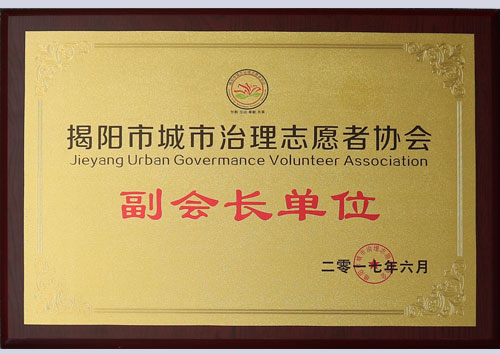 揭阳市城市治理志愿者协会
Jieyang Urban Govermance Volunteer Association
副会长单位
二零一七年六月